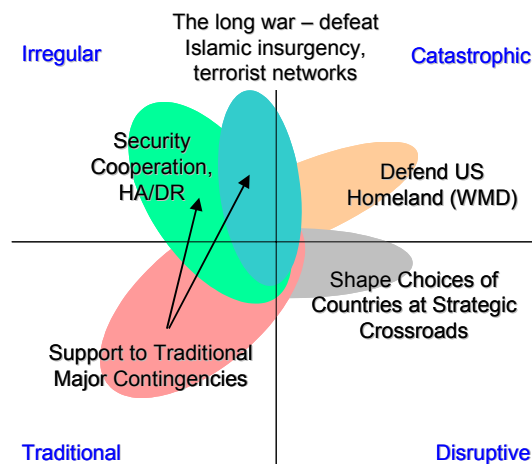 The long war – defeat
Islamic insurgency,
terrorist networks
Irregular
Catastrophic
Security
Cooperation,
HA/DR
Defend US
Homeland (WMD)
Shape Choices of
Countries at Strategic
Crossroads
Support to Traditional
Major Contingencies
Traditional
Disruptive